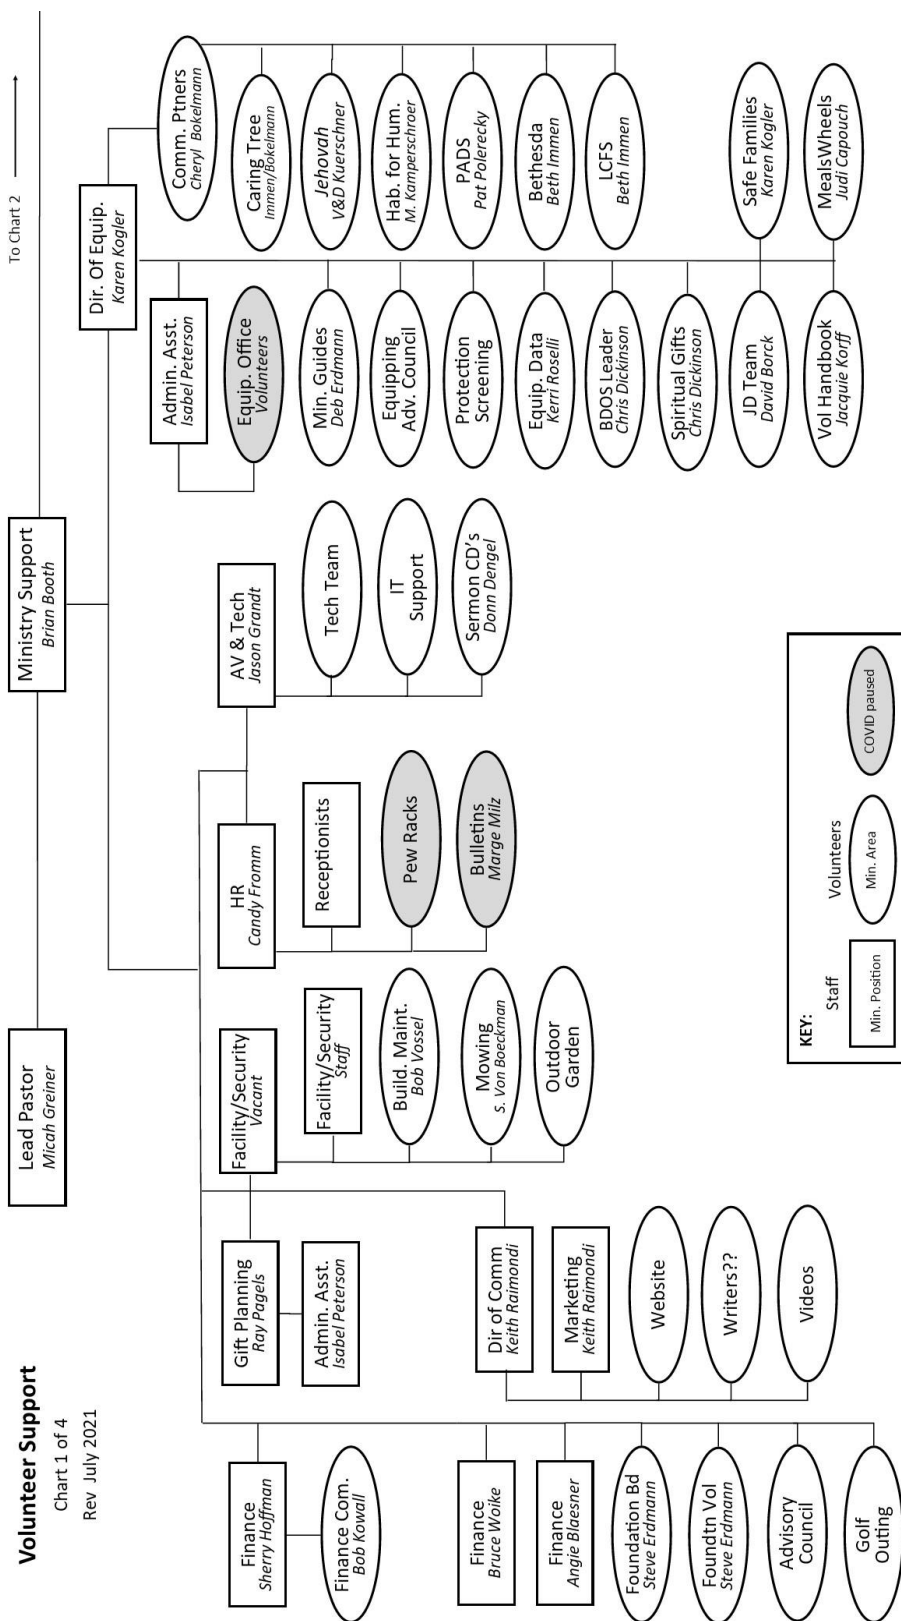 Volunteer Support
Chart 1 of 4
Rev July 2021
Lead Pastor
Micah Greiner
Ministry Support
Brian Booth
To Chart 2
Finance
Sherry Hoffman
Finance Com.
Bob Kowall
Finance
Bruce Woike
Finance
Angie Blaesner
Foundation Bd
Steve Erdmann
Foundtn Vol
Steve Erdmann
Advisory
Council
Golf
Outing
Gift Planning
Ray Pagels
Admin. Asst.
Isabel Peterson
Dir of Comm
Keith Raimondi
Marketing
Keith Raimondi
Website
Writers??
Videos
Facility/Security
Vacant
Facility/Security
Staff
Build. Maint.
Bob Vossel
Mowing
S. Von Boeckman
Outdoor
Garden
HR
Candy Fromm
Receptionists
Pew Racks
Bulletins
Marge Milz
AV & Tech
Jason Grandt
Tech Team
IT
Support
Sermon CD's
Donn Dengel
Dir. Of Equip.
Karen Kogler
Admin. Asst.
Isabel Peterson
Equip. Office
Volunteers
Min. Guides
Deb Erdmann
Equipping
Adv. Council
Protection
Screening
Equip. Data
Kerri Roselli
BDOS Leader
Chris Dickinson
Spiritual Gifts
Chris Dickinson
JD Team
David Borck
Vol Handbook
Jacquie Korff
Comm. Ptners
Cheryl Bokelmann
Caring Tree
Immen/Bokelmann
Jehovah
V&D Kuerschner
Hab. for Hum.
M. Kamperschroer
PADS
Pat Polerecky
Bethesda
Beth Immen
LCFS
Beth Immen
Safe Families
Karen Kogler
MealsWheels
Judi Capouch
KEY:
Staff
Volunteers
Min. Position
Min. Area
COVID paused